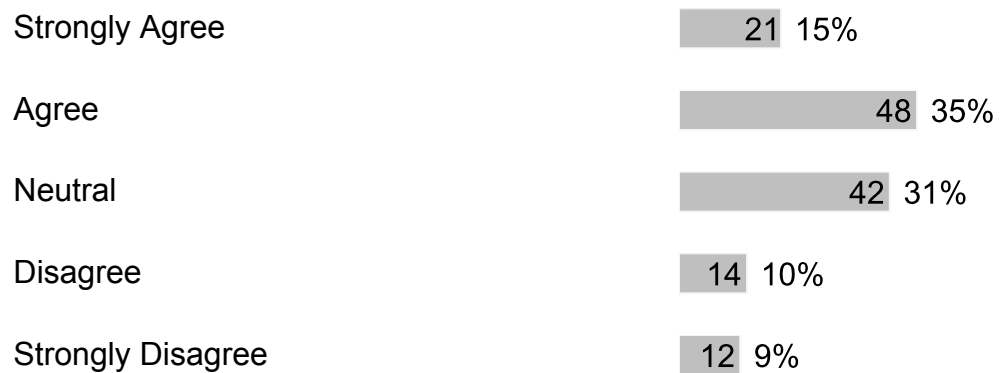 Strongly Agree 21 15%
Agree 48 35%
Neutral 42 31%
Disagree 14 10%
Strongly Disagree 12 9%